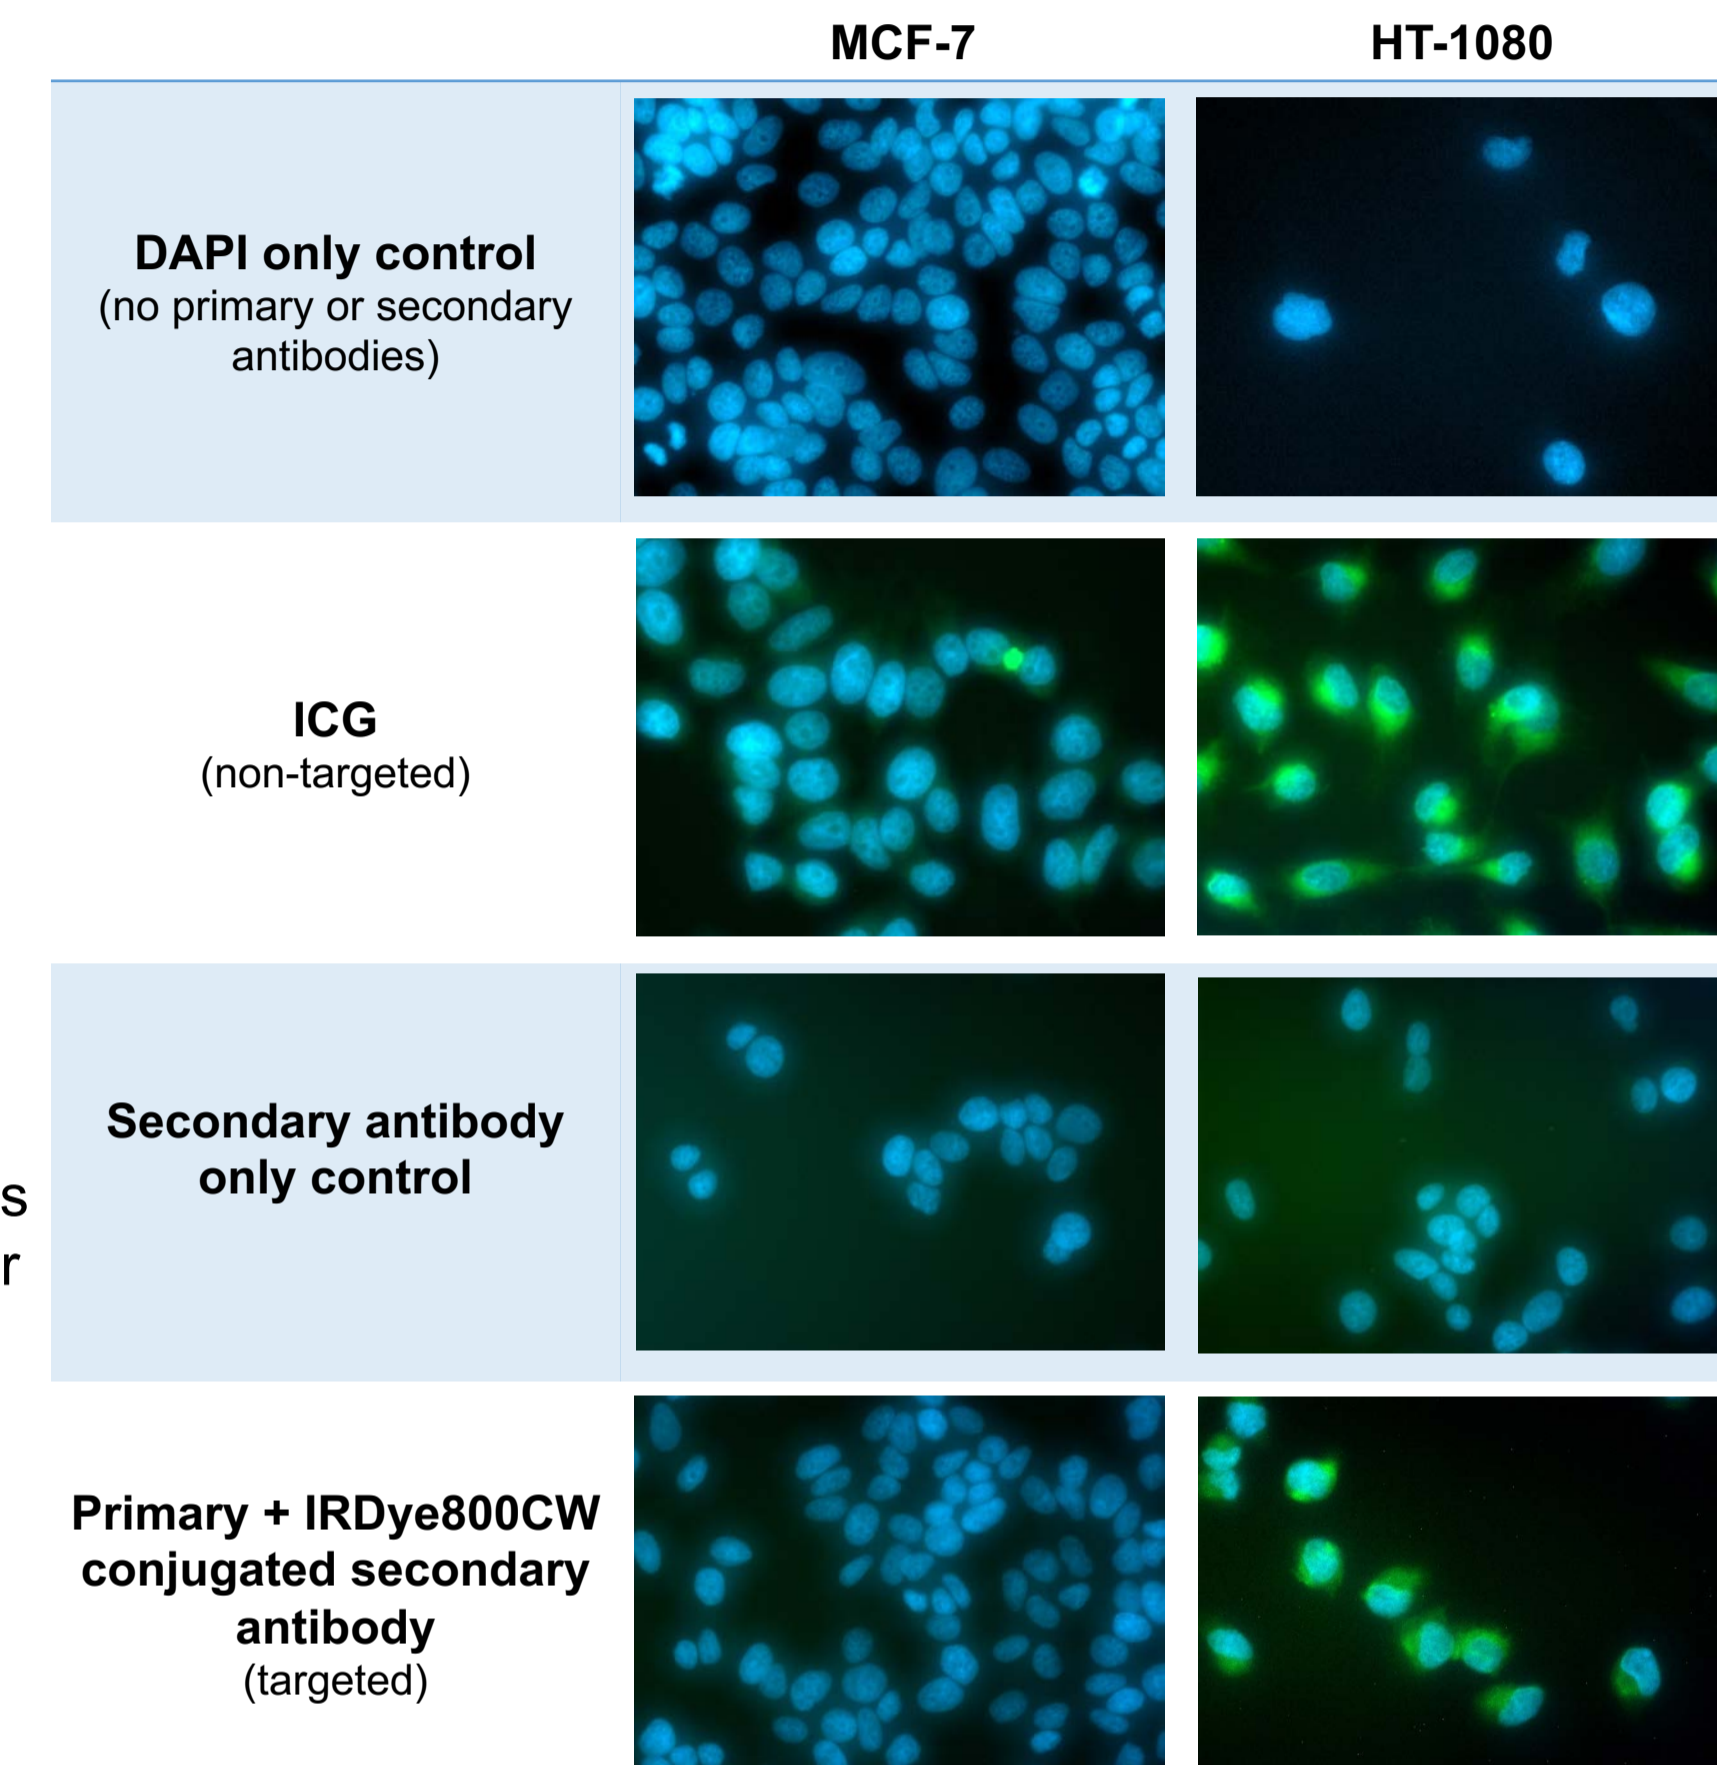 MCF-7 HT-1080
DAPI only control
(no primary or secondary
antibodies)
ICG
(non-targeted)
Secondary antibody
only control
s
r
Primary + IRDye800CW
conjugated secondary
antibody
(targeted)